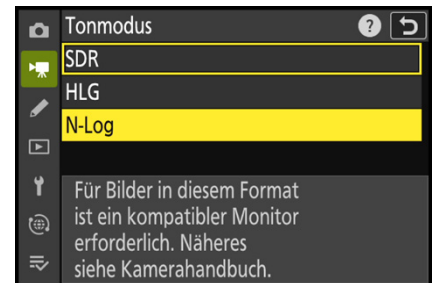 Tonmodus ?
SDR
HLG
N-Log
Für Bilder in diesem Format
ist ein kompatibler Monitor
erforderlich. Näheres
siehe Kamerahandbuch.